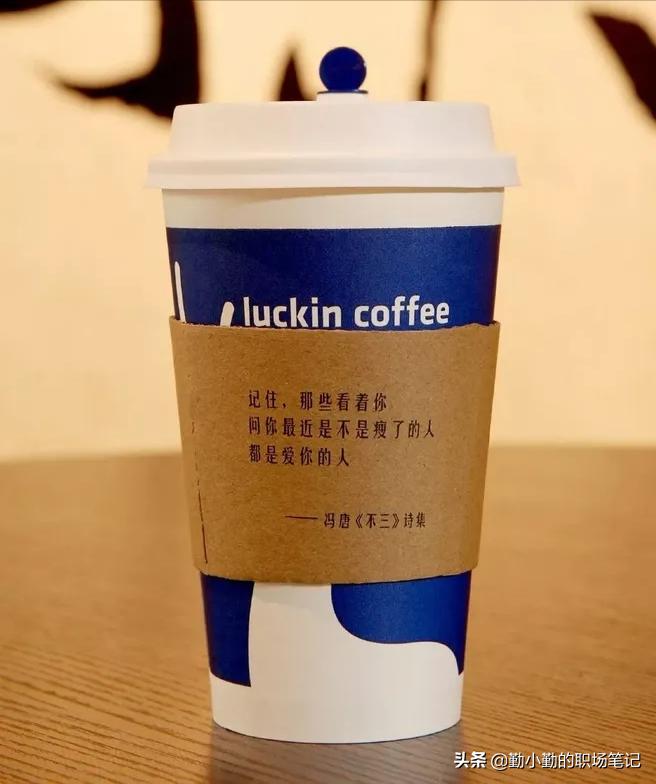 luckin coffee
记住，那些看着你
问你最近是不是瘦了的人
都是爱你的人
——冯唐《不三》诗集
头条 @勤小勤的职场笔记